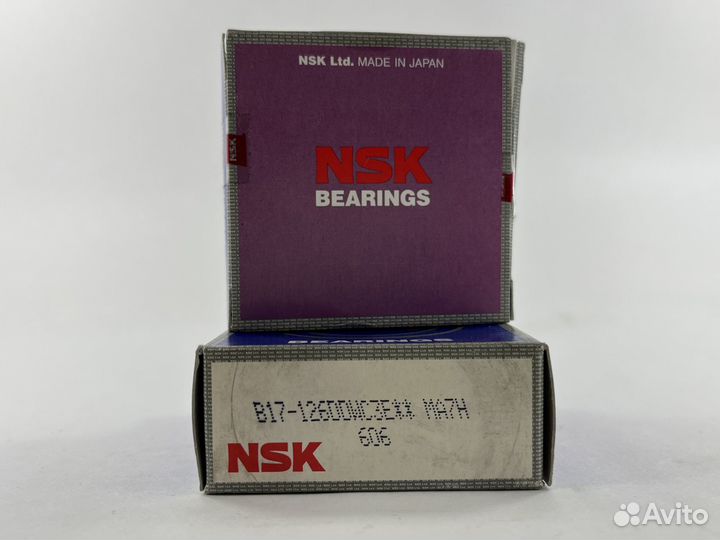 NSK Ltd. MADE IN JAPAN
NSK
NSK
BEARINGS
BEARINGS
B17-126DDWC3E** MA7H
606
NSK
Avito